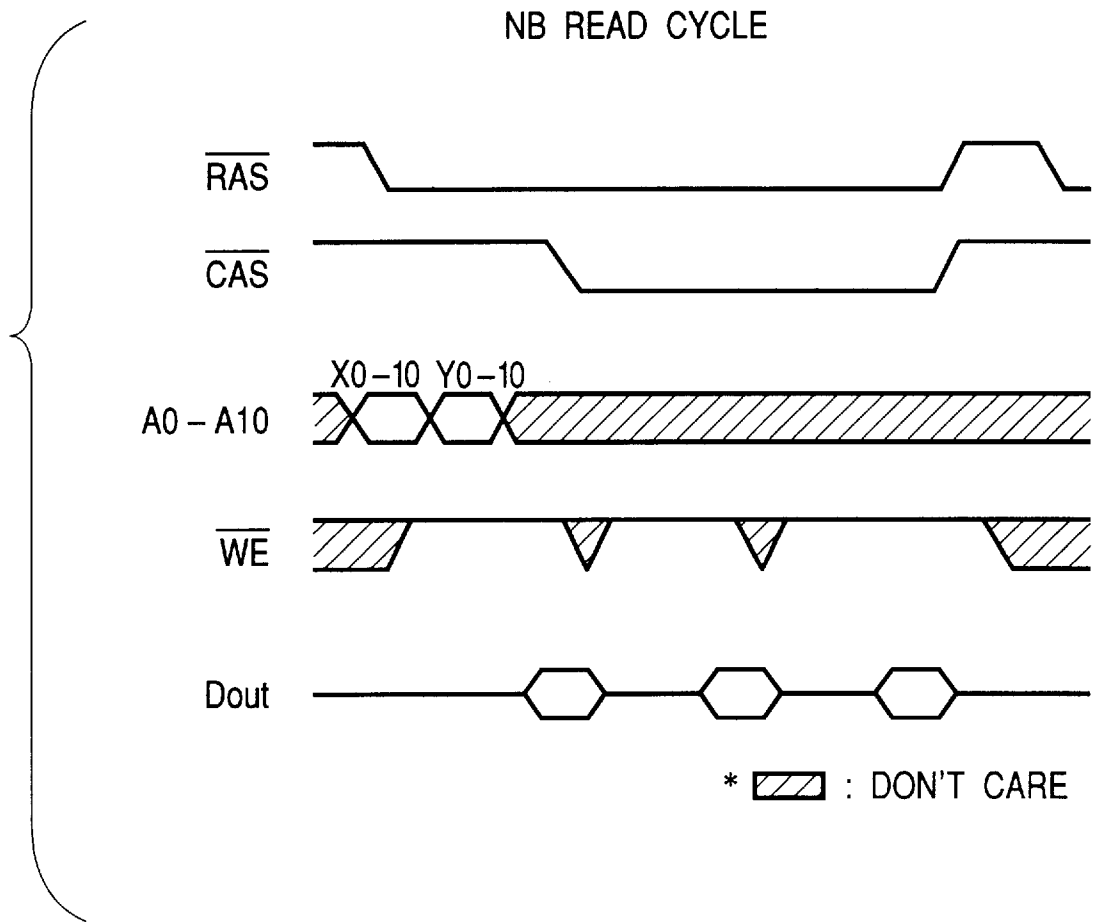 NB READ CYCLE
RAS
CAS
X0–10 Y0–10
A0–A10
WE
Dout
* : DON'T CARE